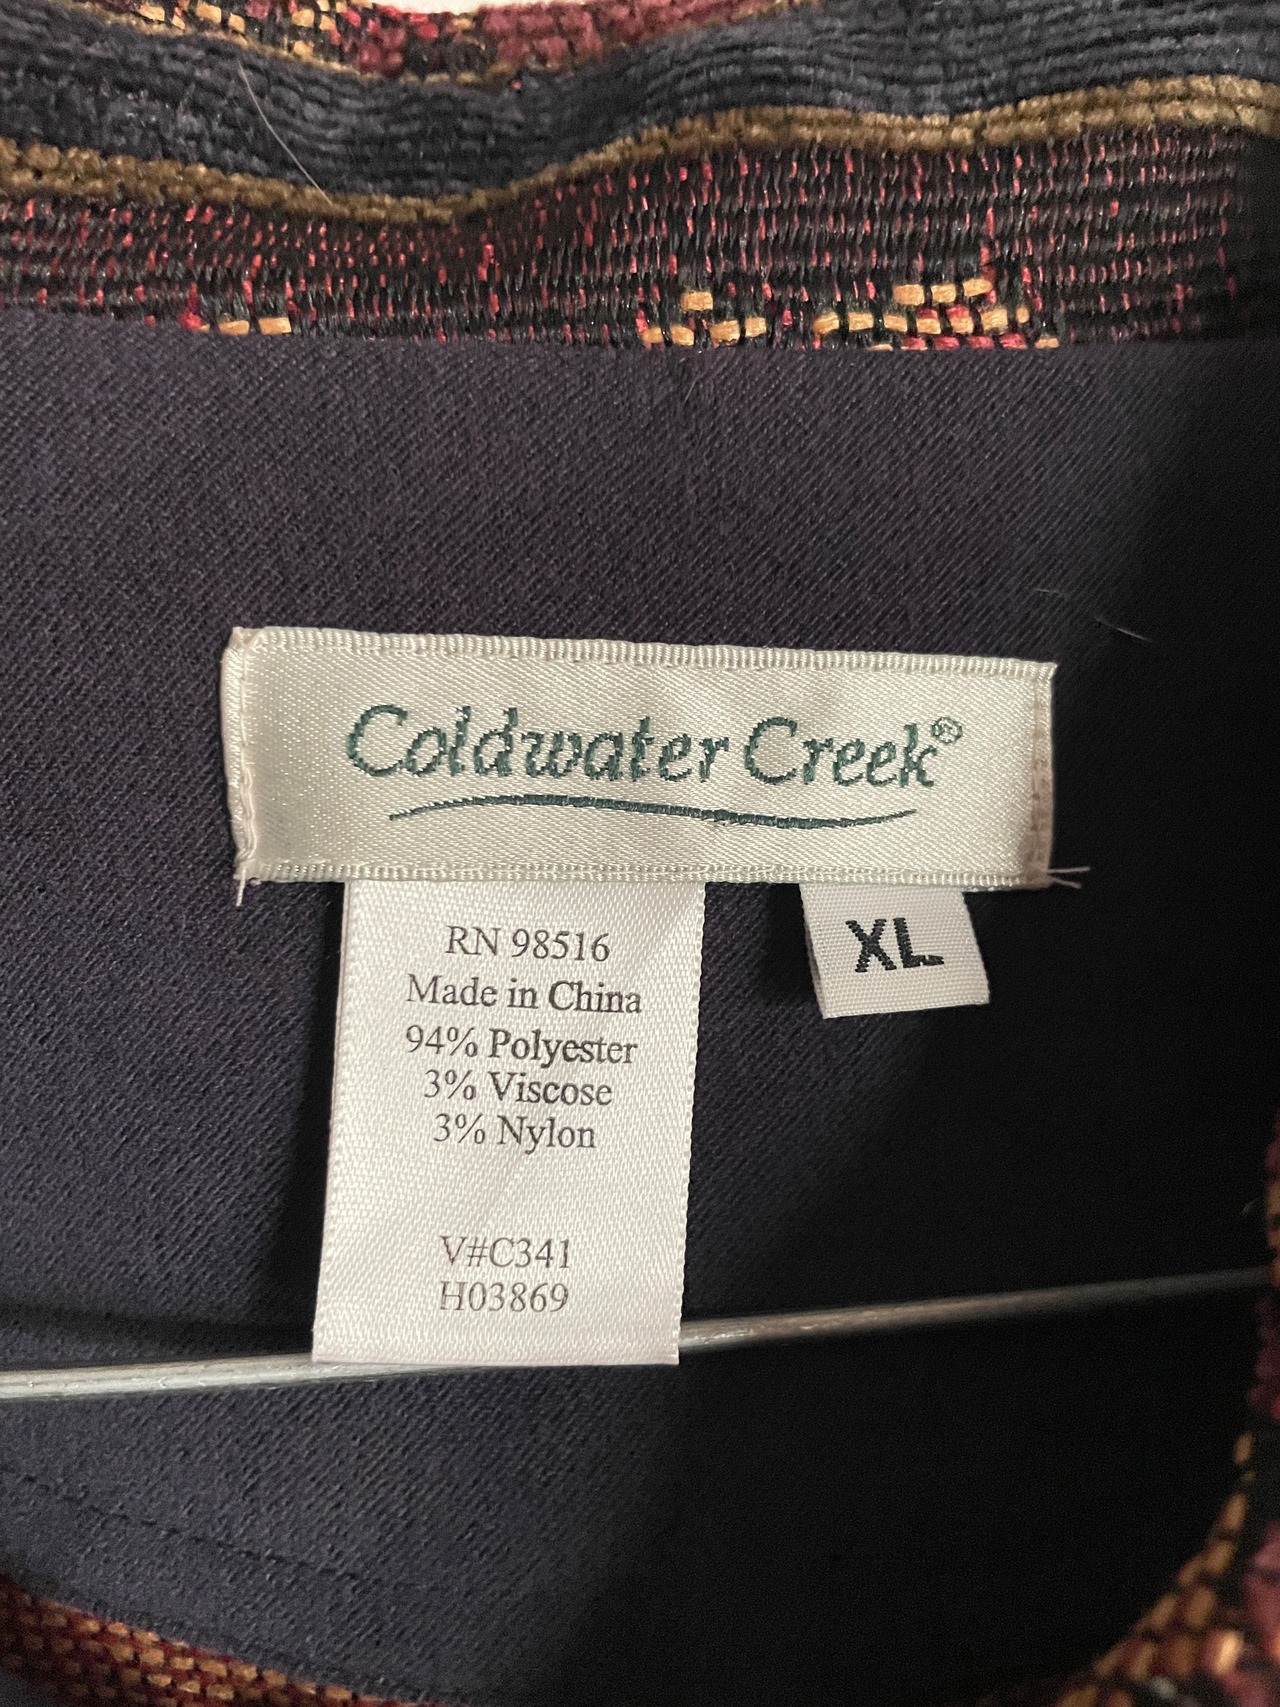 Coldwater Creek®
XL
RN 98516
Made in China
94% Polyester
3% Viscose
3% Nylon
V#C341
H03869